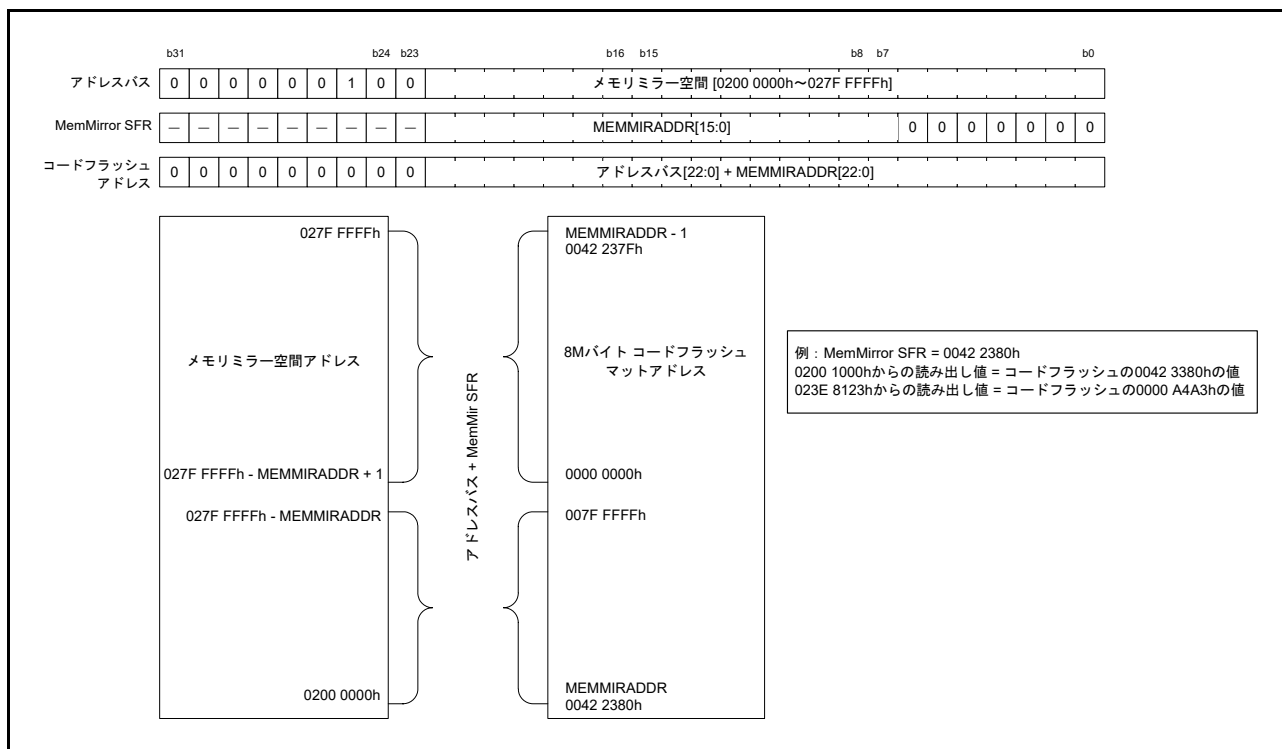 b31 b24 b23 b16 b15 b8 b7 b0
アドレスバス 0 0 0 0 0 0 1 0 0 メモリミラー空間 [0200 0000h～027F FFFFh]
MemMirror SFR － － － － － － － － － MEMMIRADDR[15:0] 0 0 0 0 0 0 0
コードフラッシュ
アドレス 0 0 0 0 0 0 0 0 0 アドレスバス[22:0] + MEMMIRADDR[22:0]
027F FFFFh
メモリミラー空間アドレス
027F FFFFh - MEMMIRADDR + 1
027F FFFFh - MEMMIRADDR
0200 0000h
アドレスバス + MemMir SFR
MEMMIRADDR - 1
0042 237Fh
8Mバイト コードフラッシュ
マットアドレス
0000 0000h
007F FFFFh
MEMMIRADDR
0042 2380h
例：MemMirror SFR = 0042 2380h
0200 1000hからの読み出し値 = コードフラッシュの0042 3380hの値
023E 8123hからの読み出し値 = コードフラッシュの0000 A4A3hの値